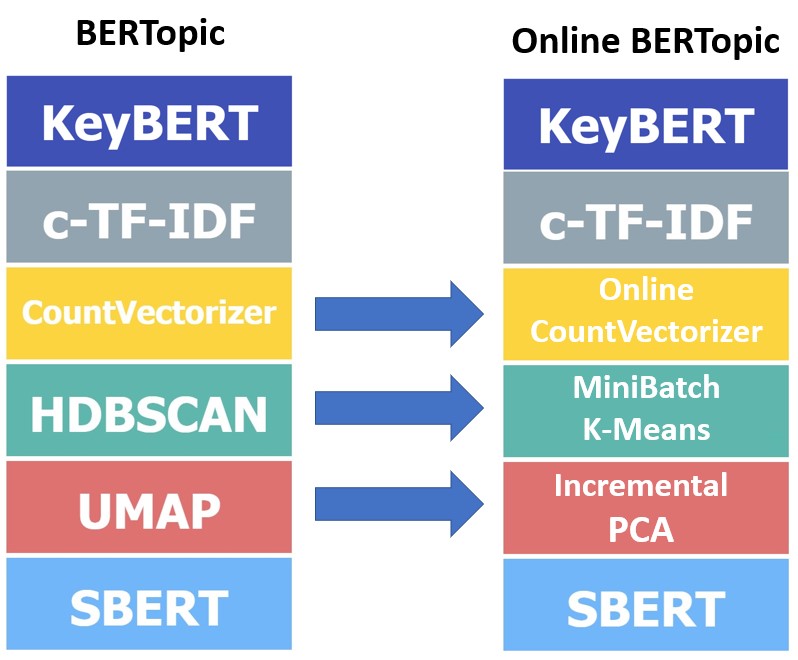 BERTopic
KeyBERT
c-TF-IDF
CountVectorizer
HDBSCAN
UMAP
SBERT
Online BERTopic
KeyBERT
c-TF-IDF
Online
CountVectorizer
MiniBatch
K-Means
Incremental
PCA
SBERT